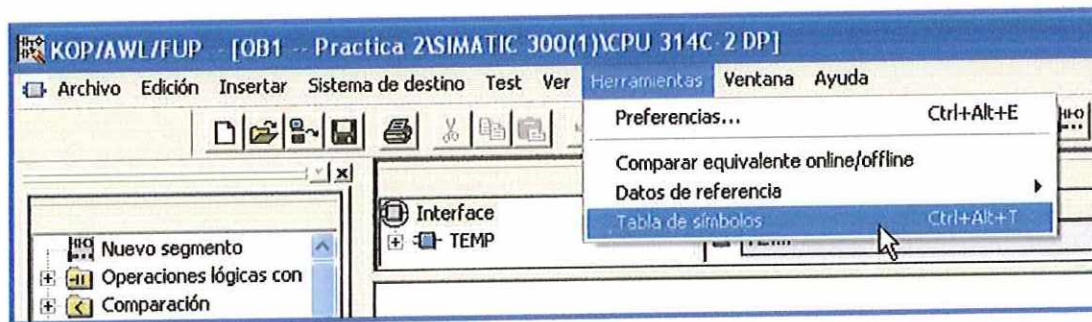 KOP/AWL/FUP - [OB1 -- Practica 2\SIMATIC 300(1)\CPU 314C-2 DP]
Archivo Edición Insertar Sistema de destino Test Ver Herramientas Ventana Ayuda
Preferencias... Ctrl+Alt+E
Comparar equivalente online/offline
Datos de referencia
Tabla de símbolos Ctrl+Alt+T
Interface
TEMP
Nuevo segmento
Operaciones lógicas con
Comparación